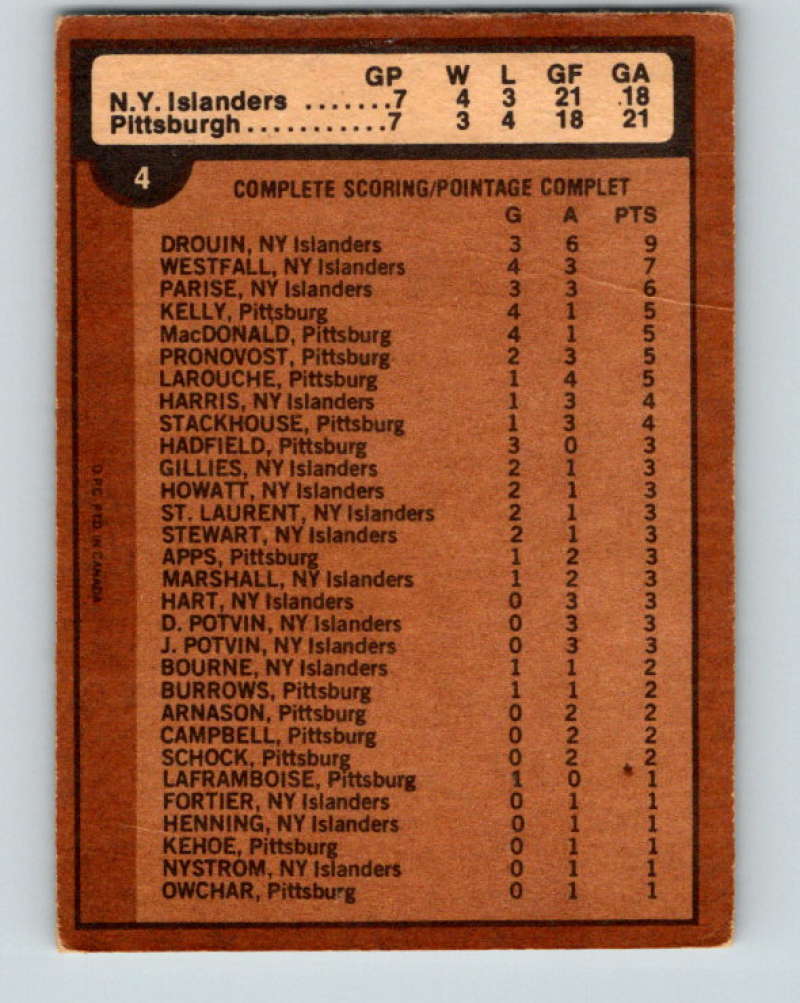 GP W L GF GA
N.Y. Islanders .......7 4 3 21 18
Pittsburgh...........7 3 4 18 21
4
COMPLETE SCORING/POINTAGE COMPLET
G A PTS
DROUIN, NY Islanders 3 6 9
WESTFALL, NY Islanders 4 3 7
PARISE, NY Islanders 3 3 6
KELLY, Pittsburg 4 1 5
MacDONALD, Pittsburg 4 1 5
PRONOVOST, Pittsburg 2 3 5
LAROUCHE, Pittsburg 1 4 5
HARRIS, NY Islanders 1 3 4
STACKHOUSE, Pittsburg 1 3 4
HADFIELD, Pittsburg 3 0 3
GILLIES, NY Islanders 2 1 3
HOWATT, NY Islanders 2 1 3
ST. LAURENT, NY Islanders 2 1 3
STEWART, NY Islanders 2 1 3
APPS, Pittsburg 1 2 3
MARSHALL, NY Islanders 1 2 3
HART, NY Islanders 0 3 3
D. POTVIN, NY Islanders 0 3 3
J. POTVIN, NY Islanders 0 3 3
BOURNE, NY Islanders 1 1 2
BURROWS, Pittsburg 1 1 2
ARNASON, Pittsburg 0 2 2
CAMPBELL, Pittsburg 0 2 2
SCHOCK, Pittsburg 0 2 2
LAFRAMBOISE, Pittsburg 1 0 1
FORTIER, NY Islanders 0 1 1
HENNING, NY Islanders 0 1 1
KEHOE, Pittsburg 0 1 1
NYSTROM, NY Islanders 0 1 1
OWCHAR, Pittsburg 0 1 1
O.P.C. PTD. IN CANADA